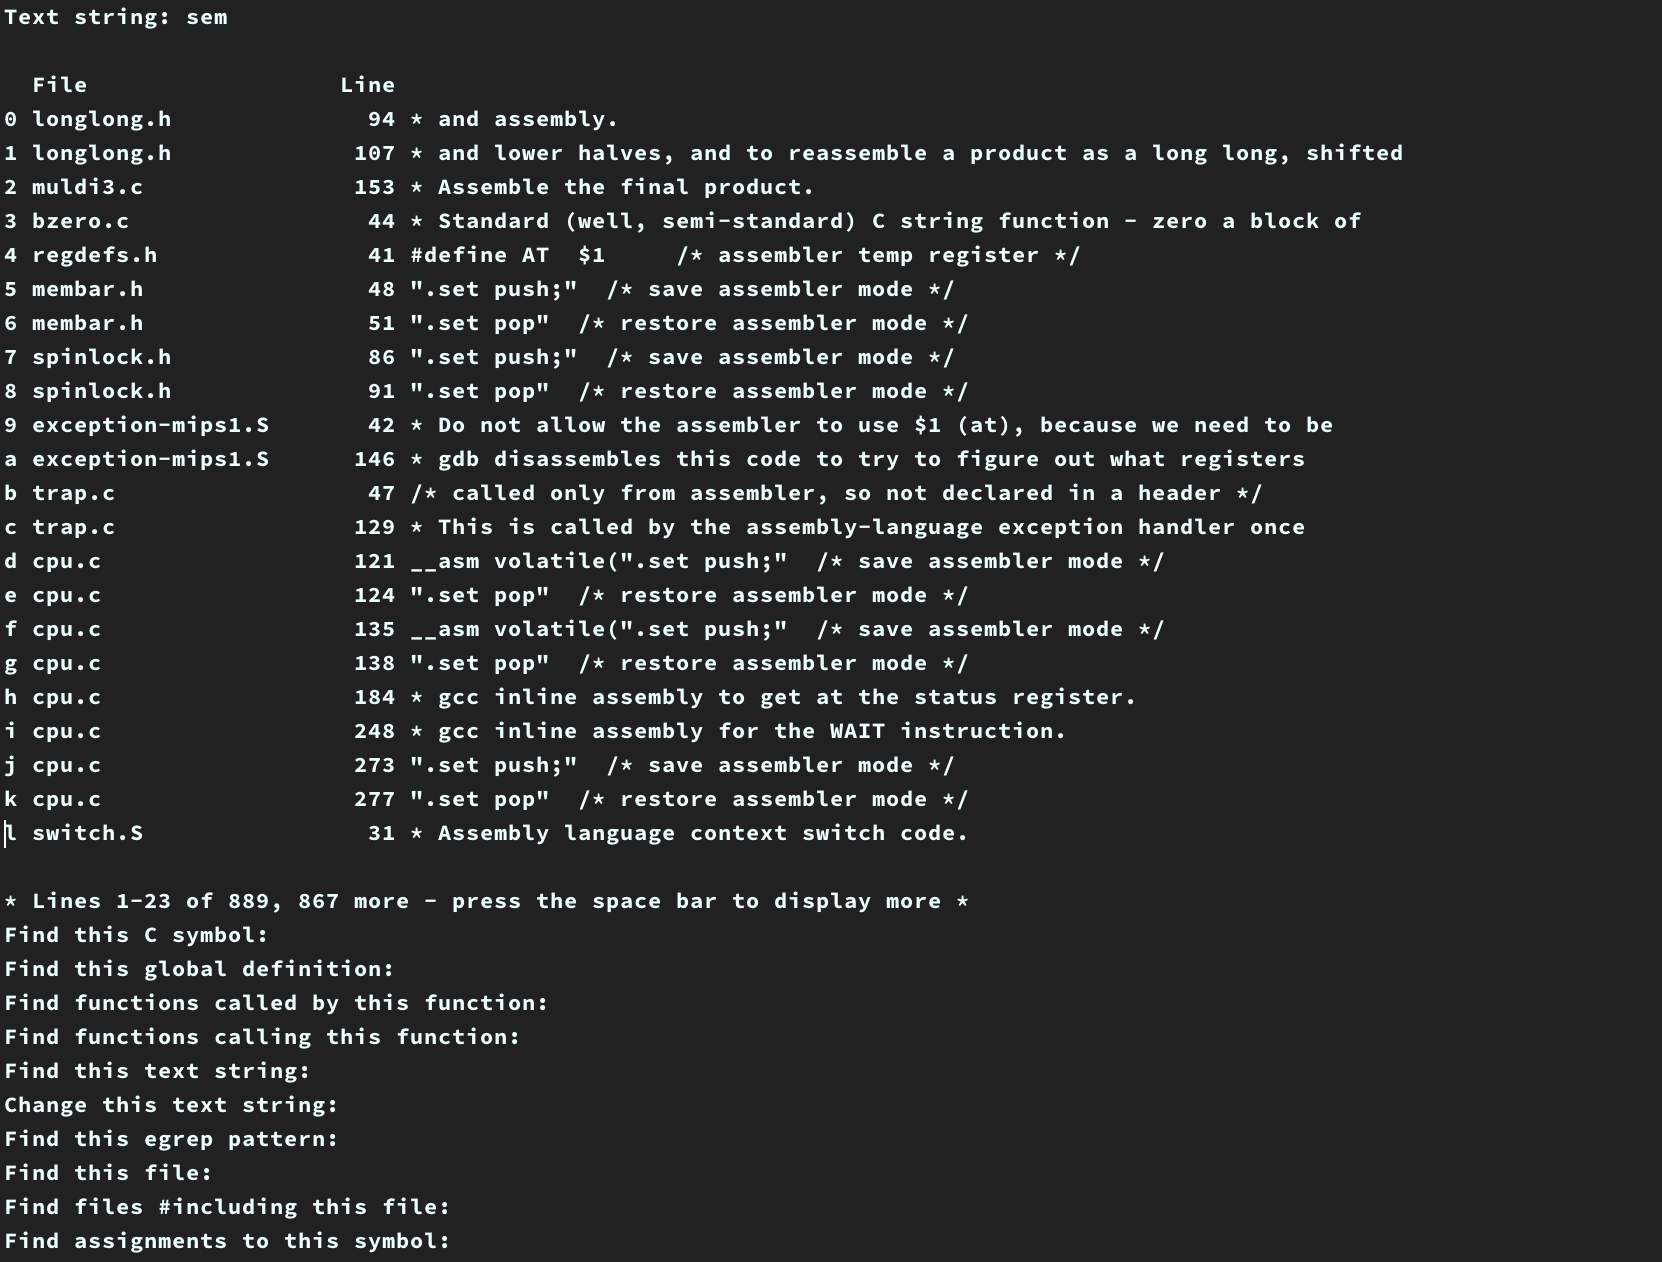 Text string: sem
  File                  Line
0 longlong.h              94 * and assembly.
1 longlong.h             107 * and lower halves, and to reassemble a product as a long long, shifted
2 muldi3.c               153 * Assemble the final product.
3 bzero.c                 44 * Standard (well, semi-standard) C string function - zero a block of
4 regdefs.h               41 #define AT  $1     /* assembler temp register */
5 membar.h                48 ".set push;"  /* save assembler mode */
6 membar.h                51 ".set pop"  /* restore assembler mode */
7 spinlock.h              86 ".set push;"  /* save assembler mode */
8 spinlock.h              91 ".set pop"  /* restore assembler mode */
9 exception-mips1.S       42 * Do not allow the assembler to use $1 (at), because we need to be
a exception-mips1.S      146 * gdb disassembles this code to try to figure out what registers
b trap.c                  47 /* called only from assembler, so not declared in a header */
c trap.c                 129 * This is called by the assembly-language exception handler once
d cpu.c                  121 __asm volatile(".set push;"  /* save assembler mode */
e cpu.c                  124 ".set pop"  /* restore assembler mode */
f cpu.c                  135 __asm volatile(".set push;"  /* save assembler mode */
g cpu.c                  138 ".set pop"  /* restore assembler mode */
h cpu.c                  184 * gcc inline assembly to get at the status register.
i cpu.c                  248 * gcc inline assembly for the WAIT instruction.
j cpu.c                  273 ".set push;"  /* save assembler mode */
k cpu.c                  277 ".set pop"  /* restore assembler mode */
l switch.S                31 * Assembly language context switch code.
* Lines 1-23 of 889, 867 more - press the space bar to display more *
Find this C symbol:
Find this global definition:
Find functions called by this function:
Find functions calling this function:
Find this text string:
Change this text string:
Find this egrep pattern:
Find this file:
Find files #including this file:
Find assignments to this symbol: